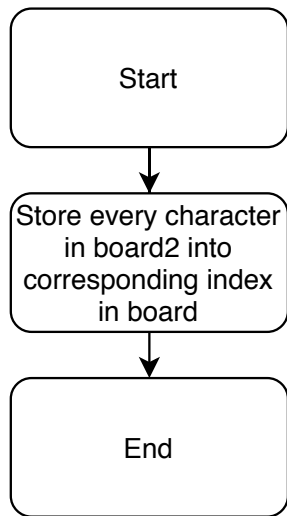 Start
Store every character
in board2 into
corresponding index
in board
End